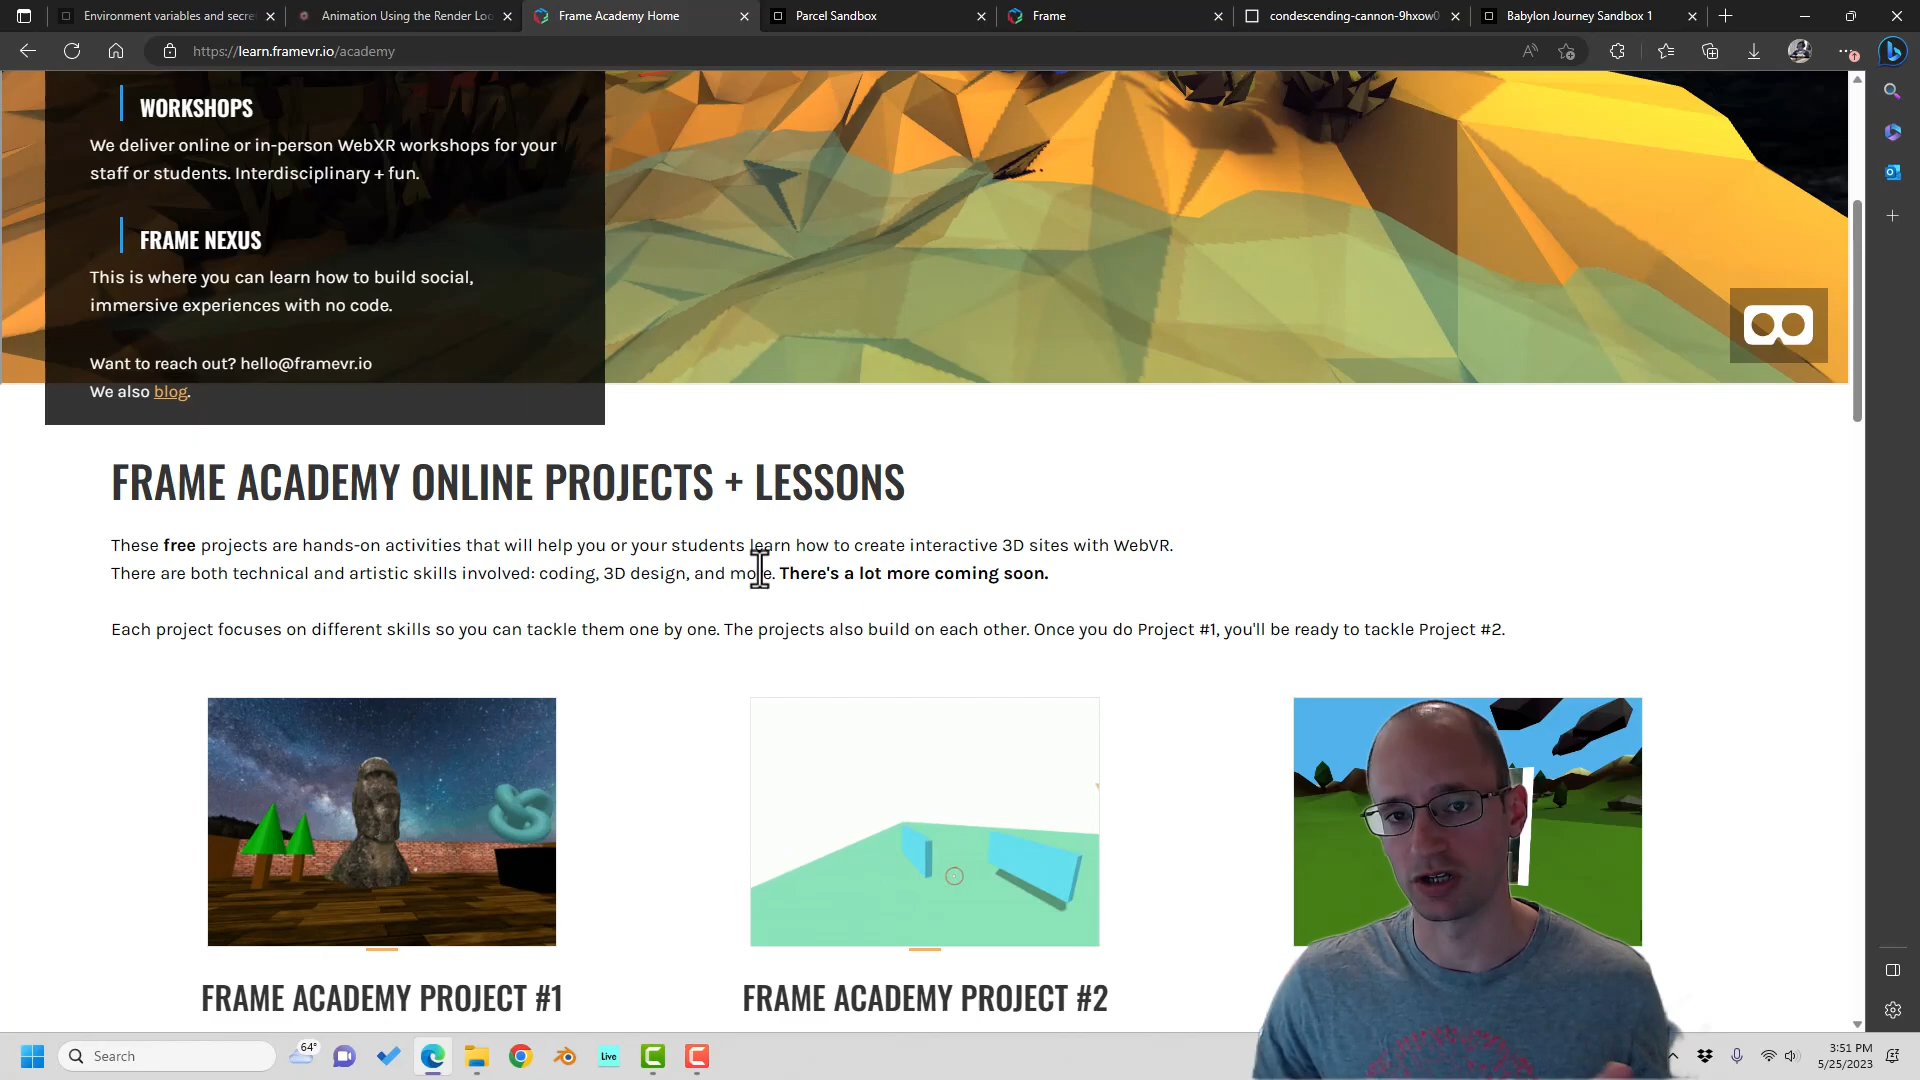 Environment variables and secre
Animation Using the Render Loo
Frame Academy Home
Parcel Sandbox
Frame
condescending-cannon-9hxow0
Babylon Journey Sandbox 1
https://learn.framevr.io/academy
WORKSHOPS
We deliver online or in-person WebXR workshops for your
staff or students. Interdisciplinary + fun.
FRAME NEXUS
This is where you can learn how to build social,
immersive experiences with no code.
Want to reach out? hello@framevr.io
We also blog.
FRAME ACADEMY ONLINE PROJECTS + LESSONS
These free projects are hands-on activities that will help you or your students learn how to create interactive 3D sites with WebVR.
There are both technical and artistic skills involved: coding, 3D design, and more. There's a lot more coming soon.
Each project focuses on different skills so you can tackle them one by one. The projects also build on each other. Once you do Project #1, you'll be ready to tackle Project #2.
FRAME ACADEMY PROJECT #1
FRAME ACADEMY PROJECT #2
Search
64°
Live
3:51 PM
5/25/2023